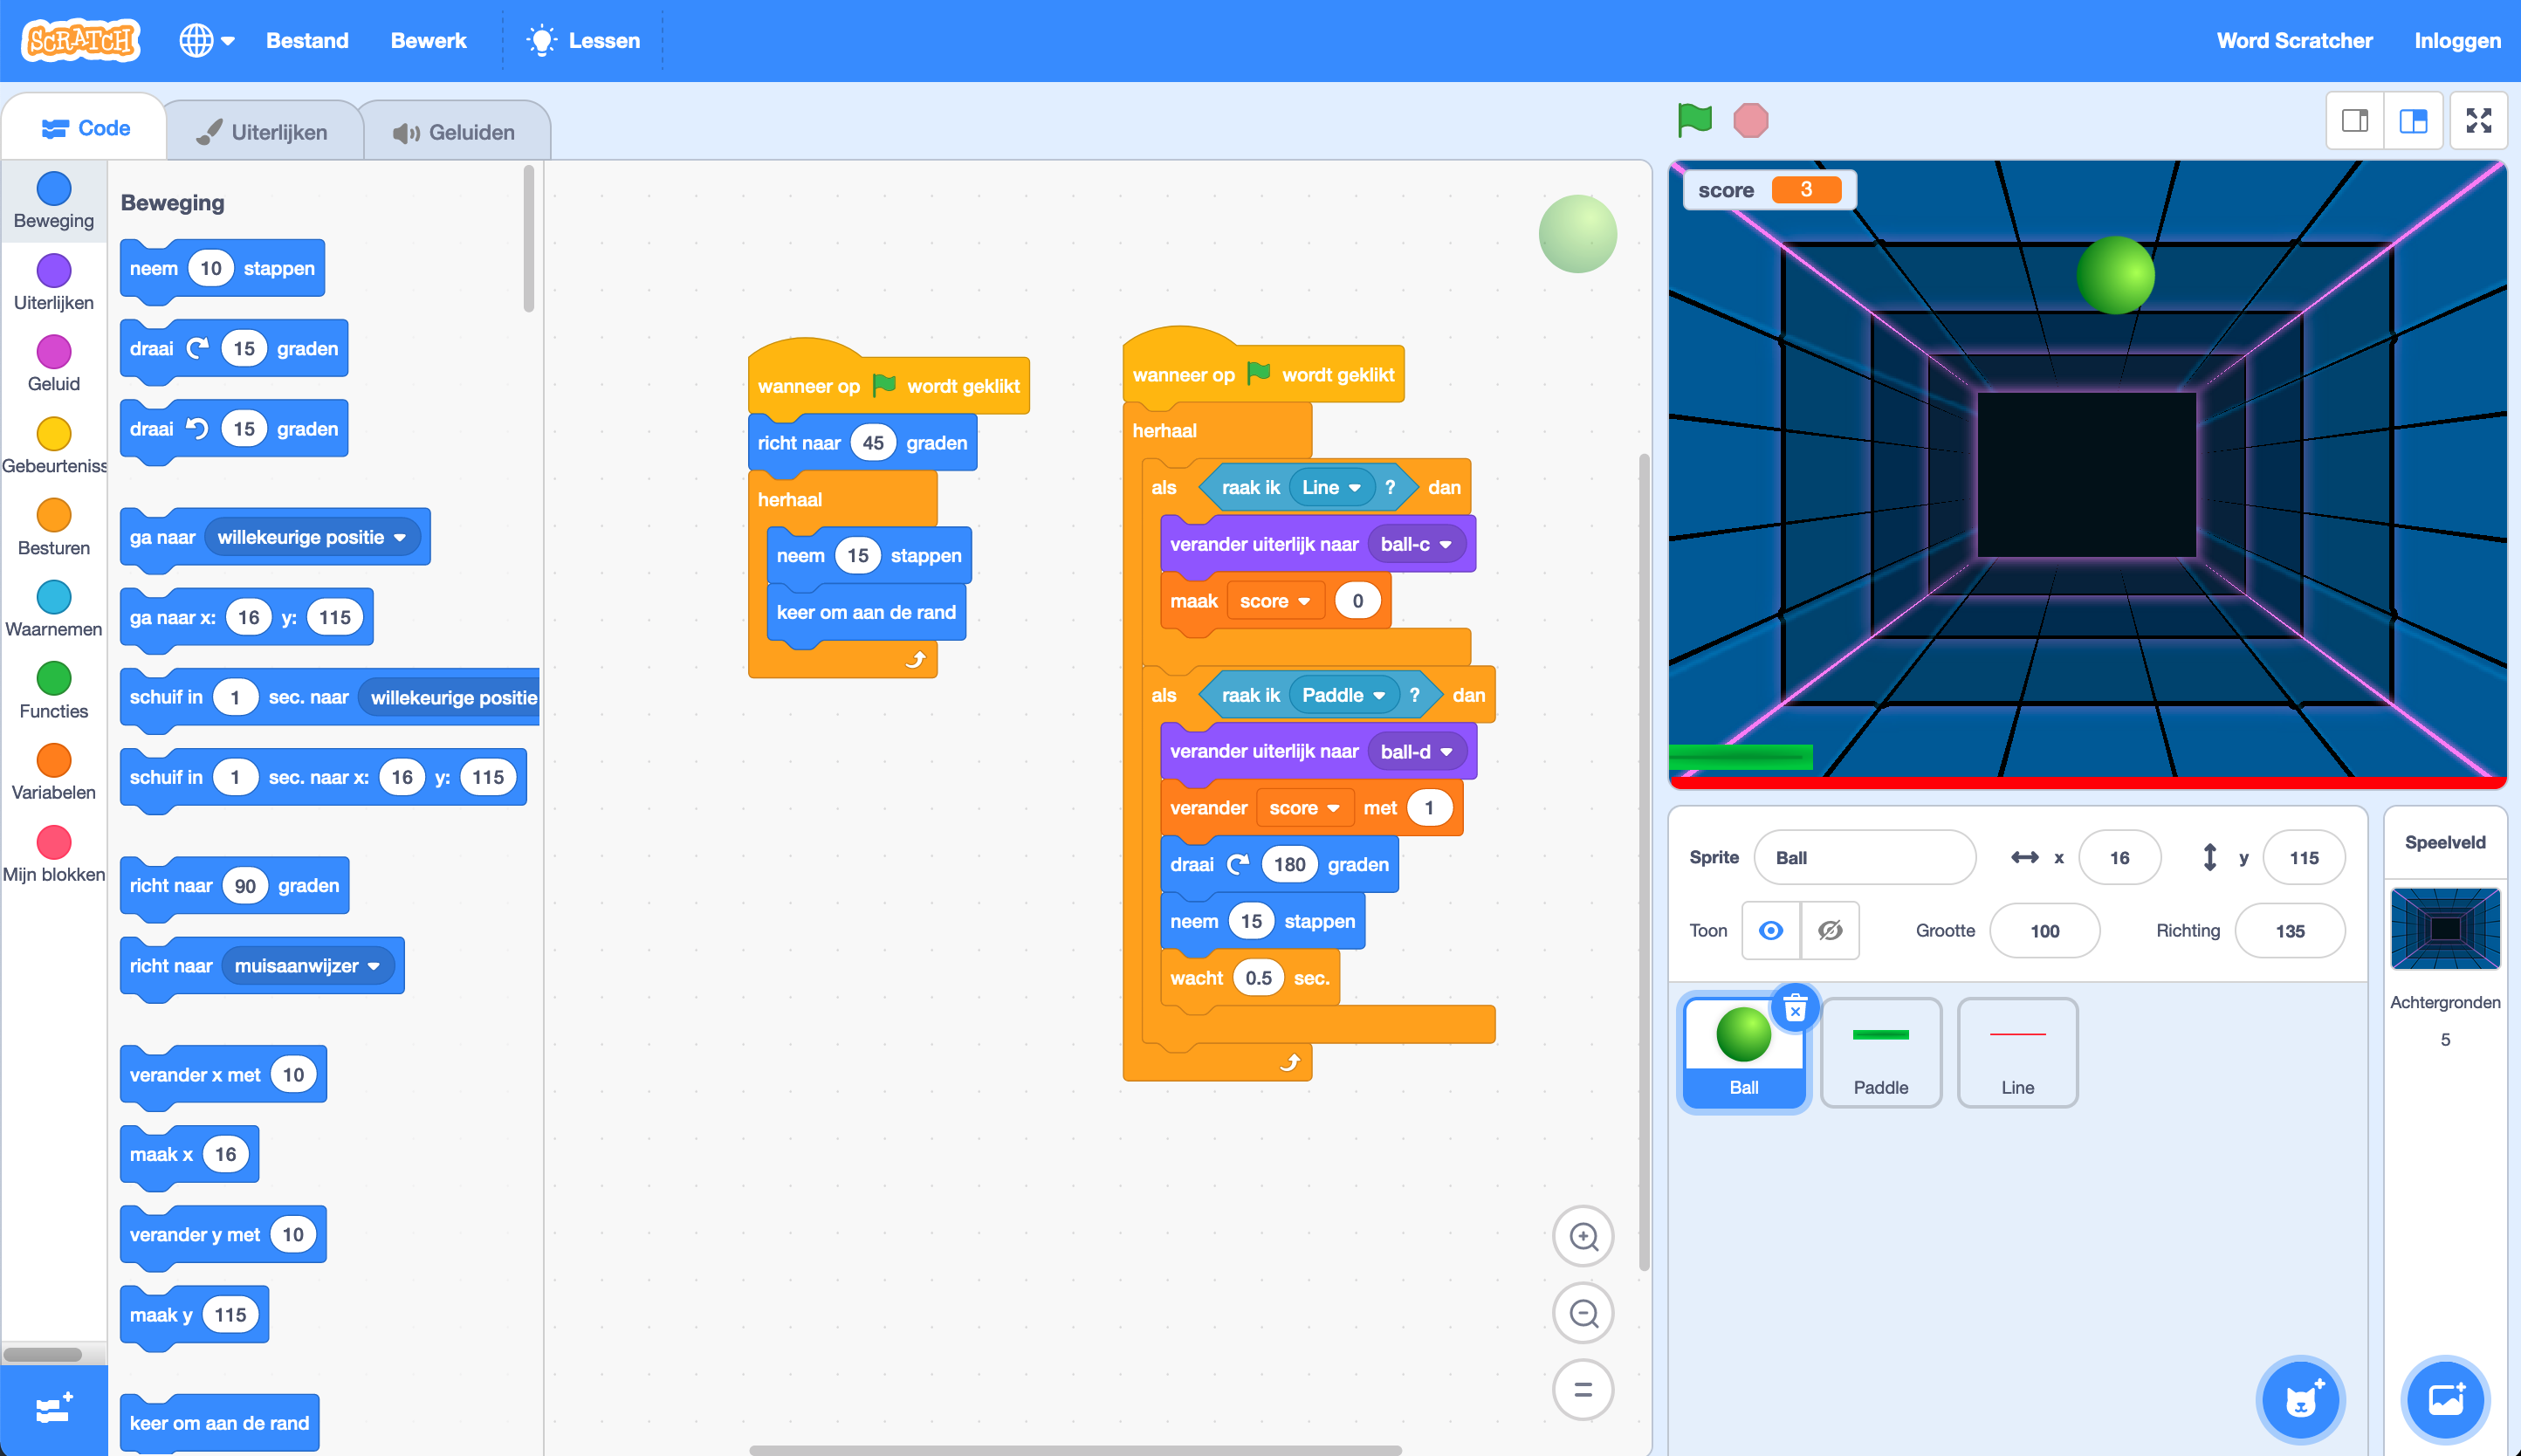 SCRATCH Bestand Bewerk Lessen Word Scratcher Inloggen
Code Uiterlijken Geluiden
Beweging
Uiterlijken
Geluid
Gebeurteniss
Besturen
Waarnemen
Functies
Variabelen
Mijn blokken
Beweging
neem 10 stappen
draai 15 graden
draai 15 graden
ga naar willekeurige positie
ga naar x: 16 y: 115
schuif in 1 sec. naar willekeurige positie
schuif in 1 sec. naar x: 16 y: 115
richt naar 90 graden
richt naar muisaanwijzer
verander x met 10
maak x 16
verander y met 10
maak y 115
keer om aan de rand
wanneer op wordt geklikt
richt naar 45 graden
herhaal
neem 15 stappen
keer om aan de rand
wanneer op wordt geklikt
herhaal
als raak ik Line ? dan
verander uiterlijk naar ball-c
maak score 0
als raak ik Paddle ? dan
verander uiterlijk naar ball-d
verander score met 1
draai 180 graden
neem 15 stappen
wacht 0.5 sec.
score 3
Sprite Ball x 16 y 115
Toon Grootte 100 Richting 135
Ball Paddle Line
Speelveld
Achtergronden
5